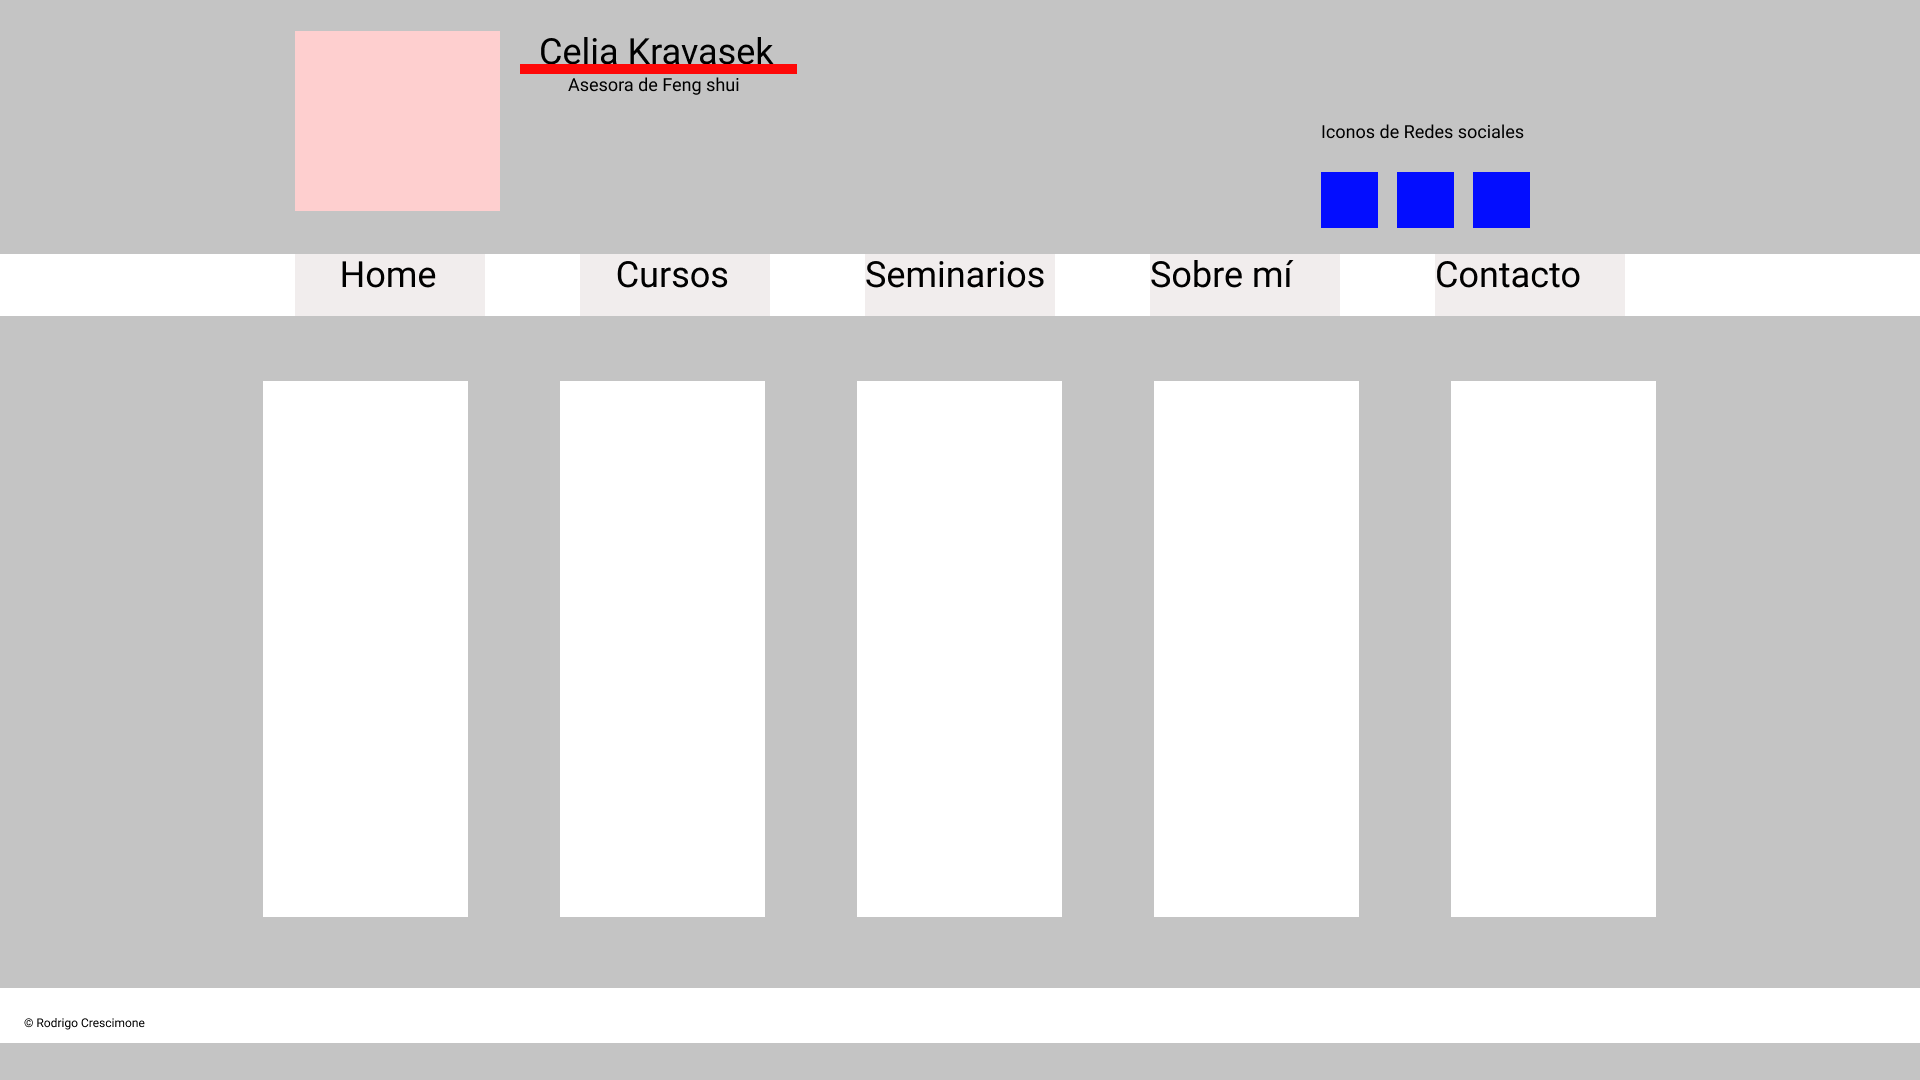 Celia Kravasek
Asesora de Feng shui
Iconos de Redes sociales
Home Cursos Seminarios Sobre mí Contacto
© Rodrigo Crescimone